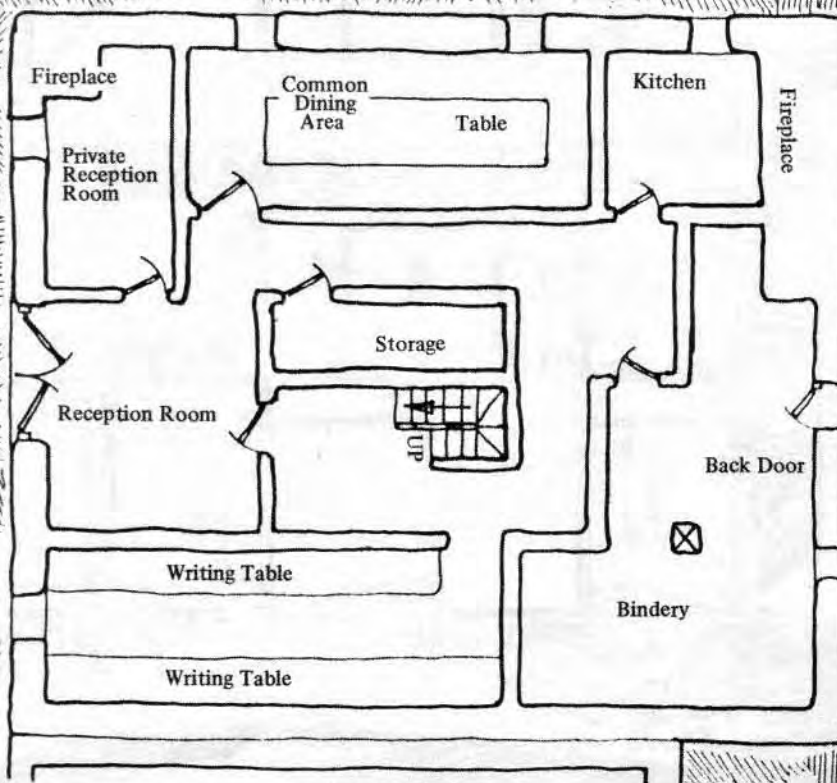 Fireplace
Private
Reception
Room
Common
Dining
Area
Table
Kitchen
Fireplace
Storage
Reception Room
UP
Back Door
Writing Table
Bindery
Writing Table